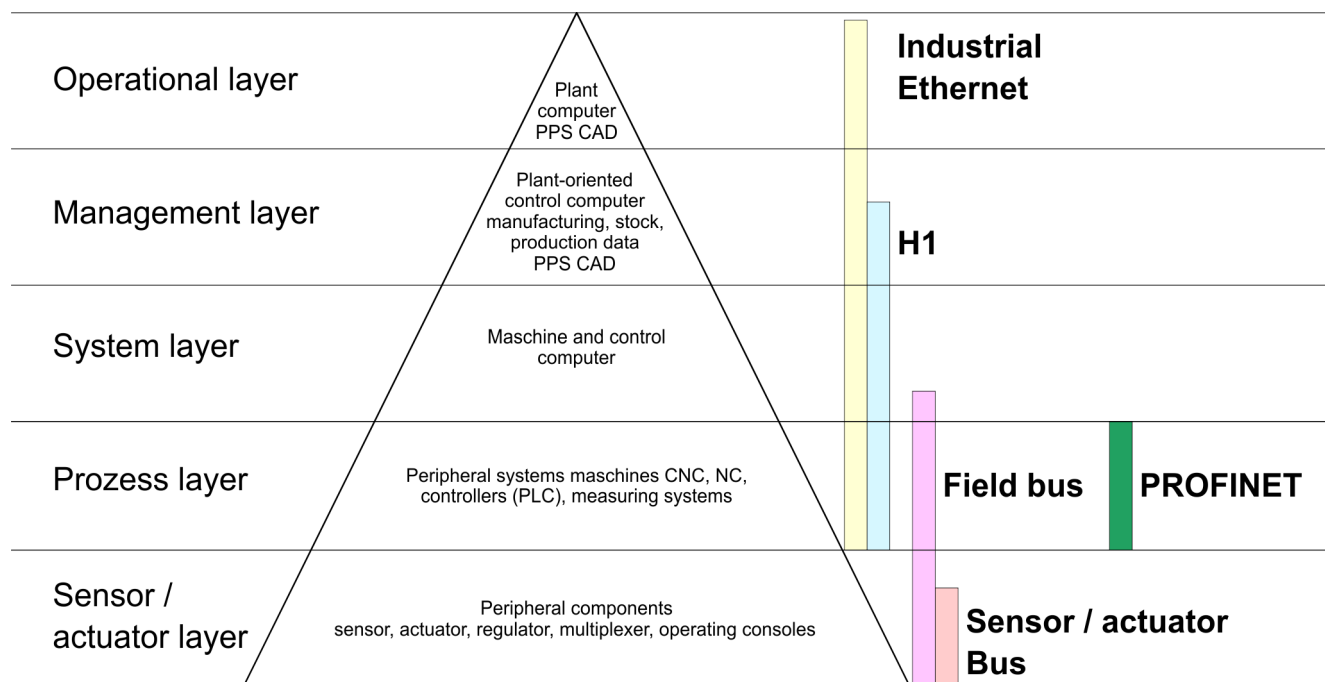 Operational layer
Plant
computer
PPS CAD
Industrial
Ethernet
Management layer
Plant-oriented
control computer
manufacturing, stock,
production data
PPS CAD
H1
System layer
Maschine and control
computer
Prozess layer
Peripheral systems maschines CNC, NC,
controllers (PLC), measuring systems
Field bus
PROFINET
Sensor /
actuator layer
Peripheral components
sensor, actuator, regulator, multiplexer, operating consoles
Sensor / actuator
Bus